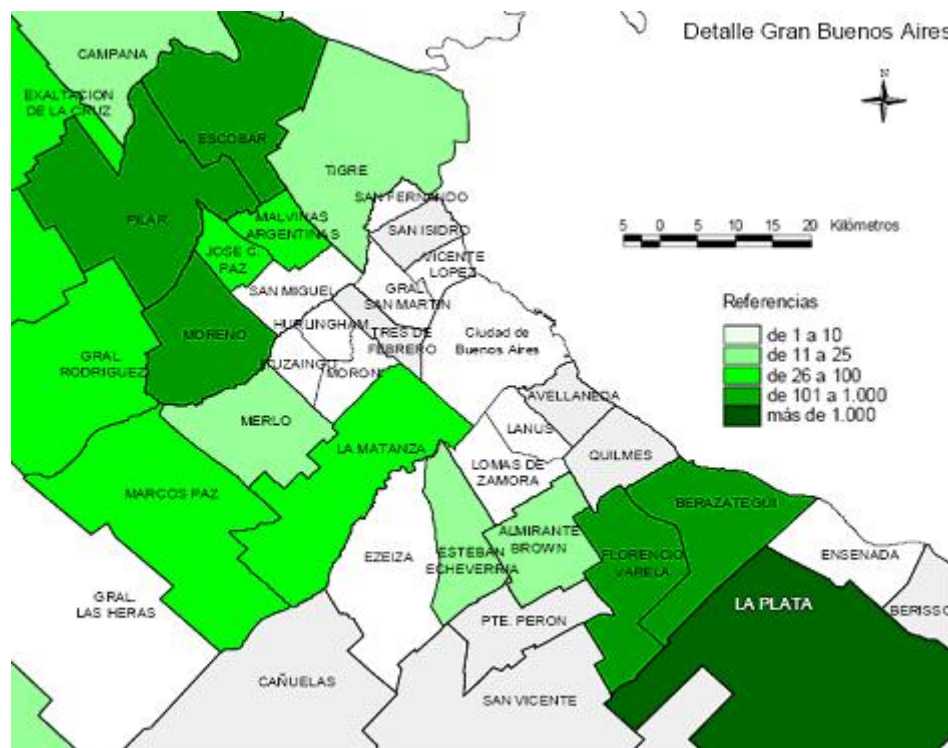 Detalle Gran Buenos Aires
N
CAMPANA
EXALTACION
DE LA CRUZ
ESCOBAR
TIGRE
SAN FERNANDO
PILAR
MALVINAS
ARGENTINAS
SAN ISIDRO
JOSE C.
PAZ
VICENTE
LOPEZ
5 0 5 10 15 20 Kilómetros
SAN MIGUEL
GRAL.
SAN MARTIN
Referencias
HURLINGHAM
TRES DE
FEBRERO
Ciudad de
Buenos Aires
de 1 a 10
de 11 a 25
de 26 a 100
de 101 a 1.000
más de 1.000
MORENO
GRAL.
RODRIGUEZ
ITUZAINGO
MORON
AVELLANEDA
MERLO
LANUS
LA MATANZA
QUILMES
LOMAS DE
ZAMORA
MARCOS PAZ
BERAZATEGUI
ALMIRANTE
BROWN
EZEIZA
ESTEBAN
ECHEVERRIA
FLORENCIO
VARELA
ENSENADA
GRAL.
LAS HERAS
LA PLATA
BERISSO
PTE. PERON
CAÑUELAS
SAN VICENTE